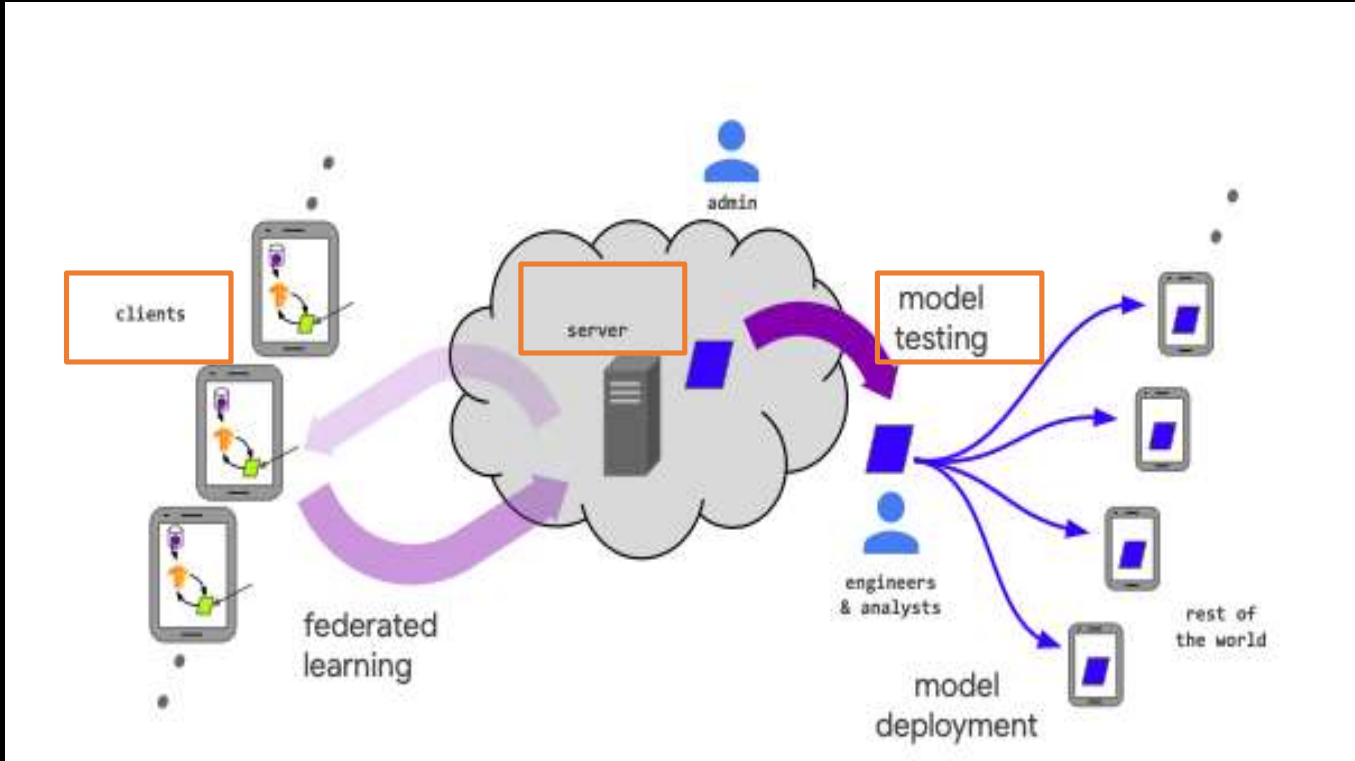 admin
clients
server
model
testing
federated
learning
engineers
& analysts
rest of
the world
model
deployment